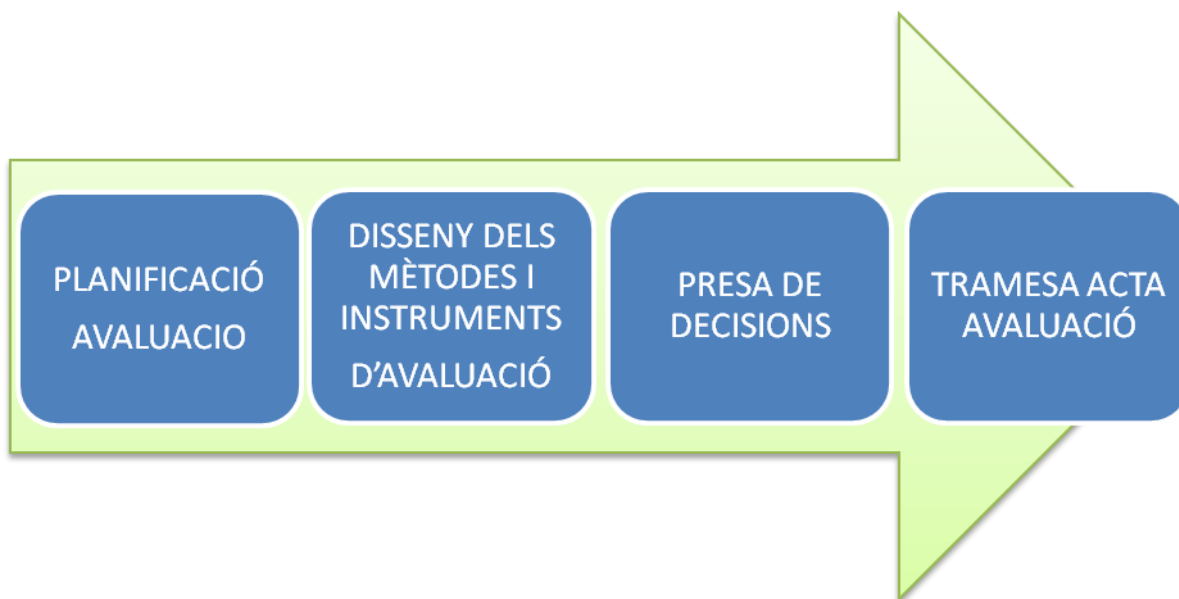 PLANIFICACIÓ
AVALUACIO
DISSENY DELS
MÈTODES I
INSTRUMENTS
D’AVALUACIÓ
PRESA DE
DECISIONS
TRAMESA ACTA
AVALUACIÓ